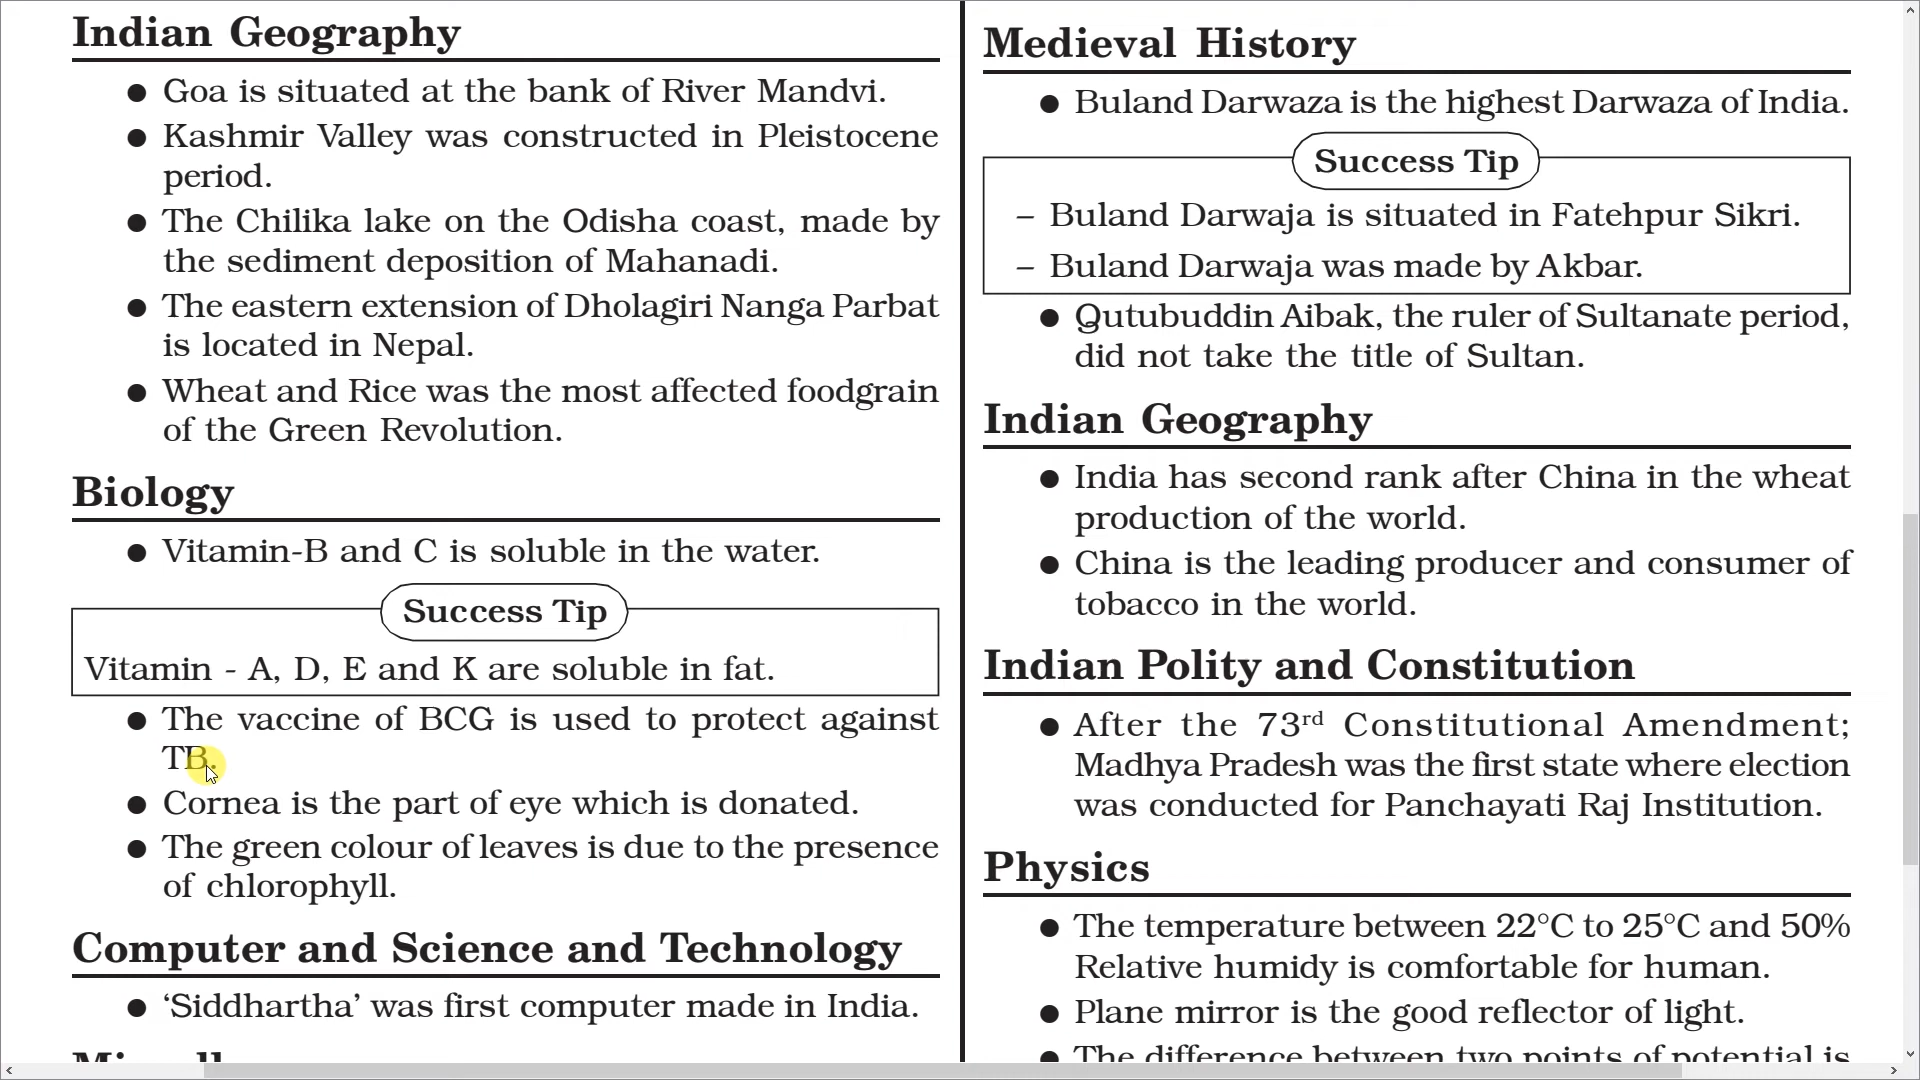 Indian Geography
● Goa is situated at the bank of River Mandvi.
● Kashmir Valley was constructed in Pleistocene
period.
● The Chilika lake on the Odisha coast, made by
the sediment deposition of Mahanadi.
● The eastern extension of Dholagiri Nanga Parbat
is located in Nepal.
● Wheat and Rice was the most affected foodgrain
of the Green Revolution.
Biology
● Vitamin-B and C is soluble in the water.
Success Tip
Vitamin - A, D, E and K are soluble in fat.
● The vaccine of BCG is used to protect against
TB.
● Cornea is the part of eye which is donated.
● The green colour of leaves is due to the presence
of chlorophyll.
Computer and Science and Technology
● ‘Siddhartha’ was first computer made in India.
Medieval History
● Buland Darwaza is the highest Darwaza of India.
Success Tip
– Buland Darwaja is situated in Fatehpur Sikri.
– Buland Darwaja was made by Akbar.
● Qutubuddin Aibak, the ruler of Sultanate period,
did not take the title of Sultan.
Indian Geography
● India has second rank after China in the wheat
production of the world.
● China is the leading producer and consumer of
tobacco in the world.
Indian Polity and Constitution
● After the 73rd Constitutional Amendment;
Madhya Pradesh was the first state where election
was conducted for Panchayati Raj Institution.
Physics
● The temperature between 22°C to 25°C and 50%
Relative humidy is comfortable for human.
● Plane mirror is the good reflector of light.
● The difference between two points of potential is